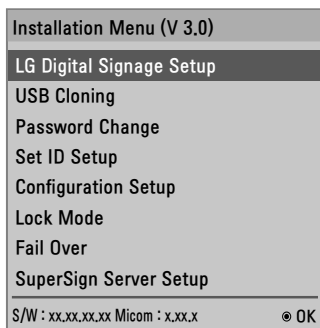 Installation Menu (V 3.0)
LG Digital Signage Setup
USB Cloning
Password Change
Set ID Setup
Configuration Setup
Lock Mode
Fail Over
SuperSign Server Setup
S/W : xx.xx.xx.xx Micom : x.xx.x ◉ OK